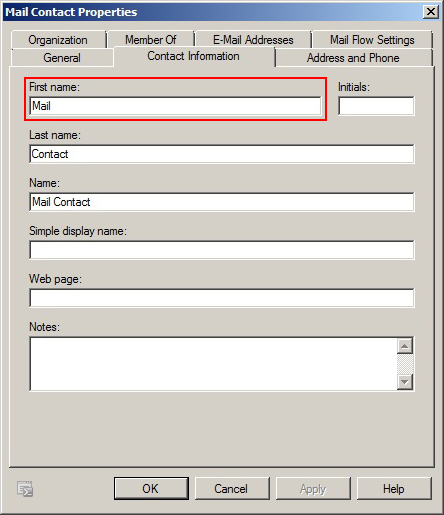 Mail Contact Properties
Organization Member Of E-Mail Addresses Mail Flow Settings
General Contact Information Address and Phone
First name: Initials:
Mail
Last name:
Contact
Name:
Mail Contact
Simple display name:
Web page:
Notes:
OK Cancel Apply Help